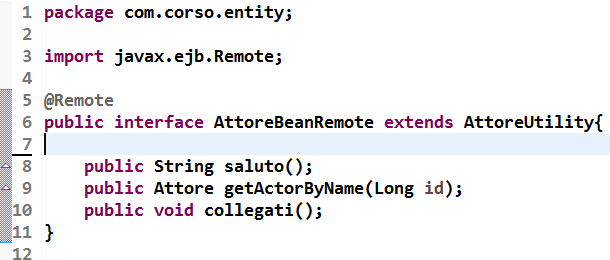 1 package com.corso.entity;
2
3 import javax.ejb.Remote;
4
5 @Remote
6 public interface AttoreBeanRemote extends AttoreUtility{
7
8 public String saluto();
9 public Attore getActorByName(Long id);
10 public void collegati();
11 }
12